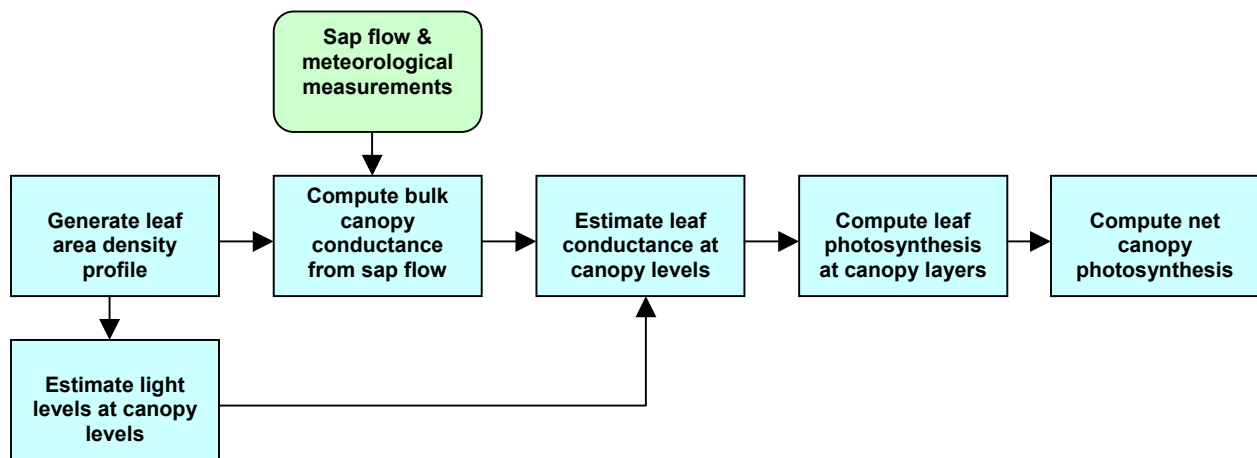 Sap flow &
meteorological
measurements
Generate leaf
area density
profile
Compute bulk
canopy
conductance
from sap flow
Estimate leaf
conductance at
canopy levels
Compute leaf
photosynthesis
at canopy layers
Compute net
canopy
photosynthesis
Estimate light
levels at canopy
levels